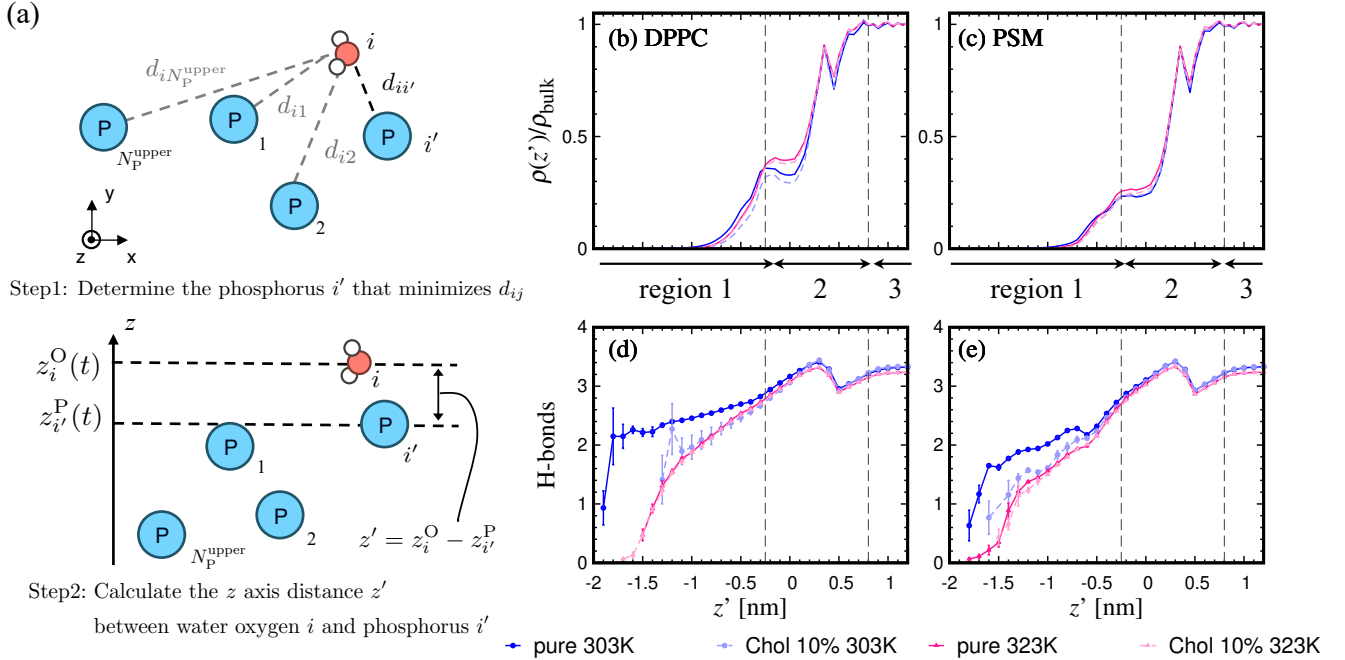 (a)
i
d_{iN_P^{upper}}
d_{ii'}
d_{i1}
d_{i2}
P
P
P
P
N_P^{upper}
1
i'
2
y
z
x
Step1: Determine the phosphorus i' that minimizes d_{ij}
z
z_i^O(t)
z_{i'}^P(t)
i
P
P
i'
1
P
P
2
N_P^{upper}
z' = z_i^O − z_{i'}^P
Step2: Calculate the z axis distance z'
between water oxygen i and phosphorus i'
(b) DPPC
(c) PSM
ρ(z')/ρ_bulk
1
0.5
0
1
0.5
0
region 1
2
3
region 1
2
3
(d)
(e)
H-bonds
4
3
2
1
0
4
3
2
1
0
-2 -1.5 -1 -0.5 0 0.5 1
-2 -1.5 -1 -0.5 0 0.5 1
z' [nm]
z' [nm]
pure 303K
Chol 10% 303K
pure 323K
Chol 10% 323K